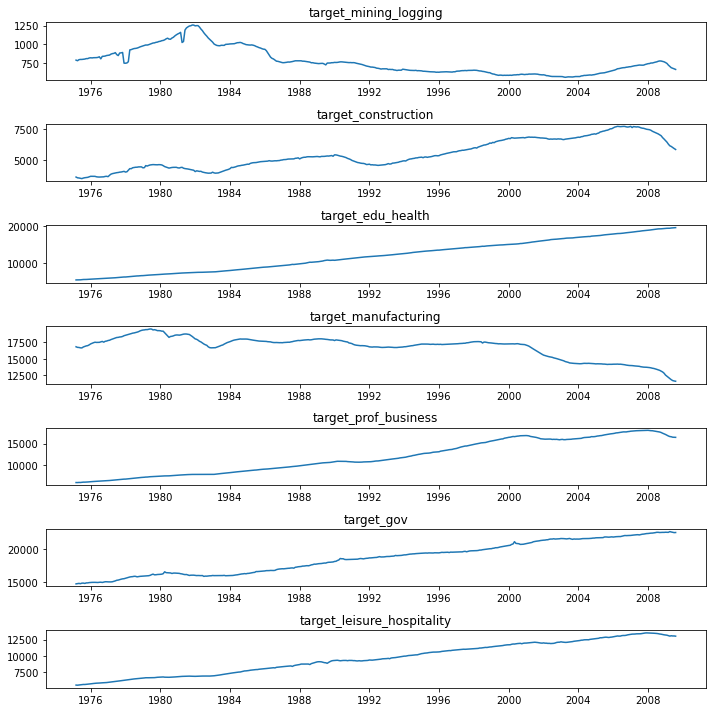 target_mining_logging
1250
1000
750
1976 1980 1984 1988 1992 1996 2000 2004 2008
target_construction
7500
5000
1976 1980 1984 1988 1992 1996 2000 2004 2008
target_edu_health
20000
10000
1976 1980 1984 1988 1992 1996 2000 2004 2008
target_manufacturing
17500
15000
12500
1976 1980 1984 1988 1992 1996 2000 2004 2008
target_prof_business
15000
10000
1976 1980 1984 1988 1992 1996 2000 2004 2008
target_gov
20000
15000
1976 1980 1984 1988 1992 1996 2000 2004 2008
target_leisure_hospitality
12500
10000
7500
1976 1980 1984 1988 1992 1996 2000 2004 2008